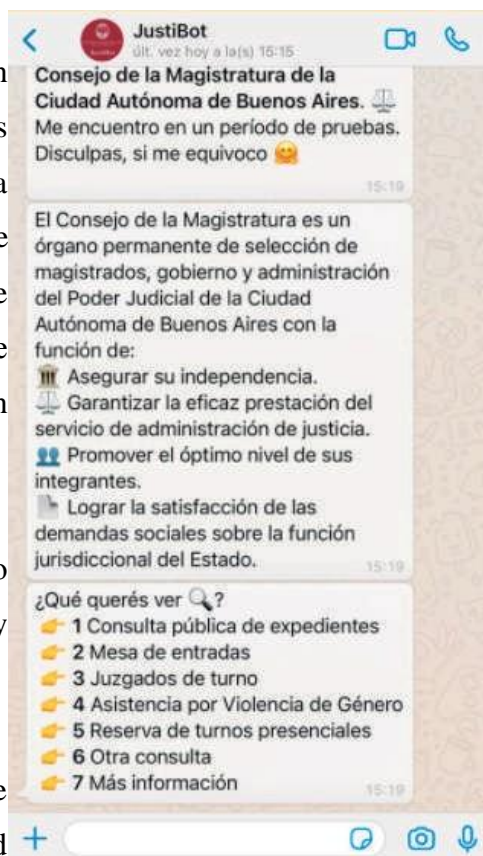 JustiBot
últ. vez hoy a la(s) 15:15
Consejo de la Magistratura de la
Ciudad Autónoma de Buenos Aires. ⚖️
Me encuentro en un período de pruebas.
Disculpas, si me equivoco 🤗
15:19
El Consejo de la Magistratura es un
órgano permanente de selección de
magistrados, gobierno y administración
del Poder Judicial de la Ciudad
Autónoma de Buenos Aires con la
función de:
🏛️ Asegurar su independencia.
⚖️ Garantizar la eficaz prestación del
servicio de administración de justicia.
👥 Promover el óptimo nivel de sus
integrantes.
📄 Lograr la satisfacción de las
demandas sociales sobre la función
jurisdiccional del Estado.
15:19
¿Qué querés ver 🔍?
👉 1 Consulta pública de expedientes
👉 2 Mesa de entradas
👉 3 Juzgados de turno
👉 4 Asistencia por Violencia de Género
👉 5 Reserva de turnos presenciales
👉 6 Otra consulta
👉 7 Más información
15:19